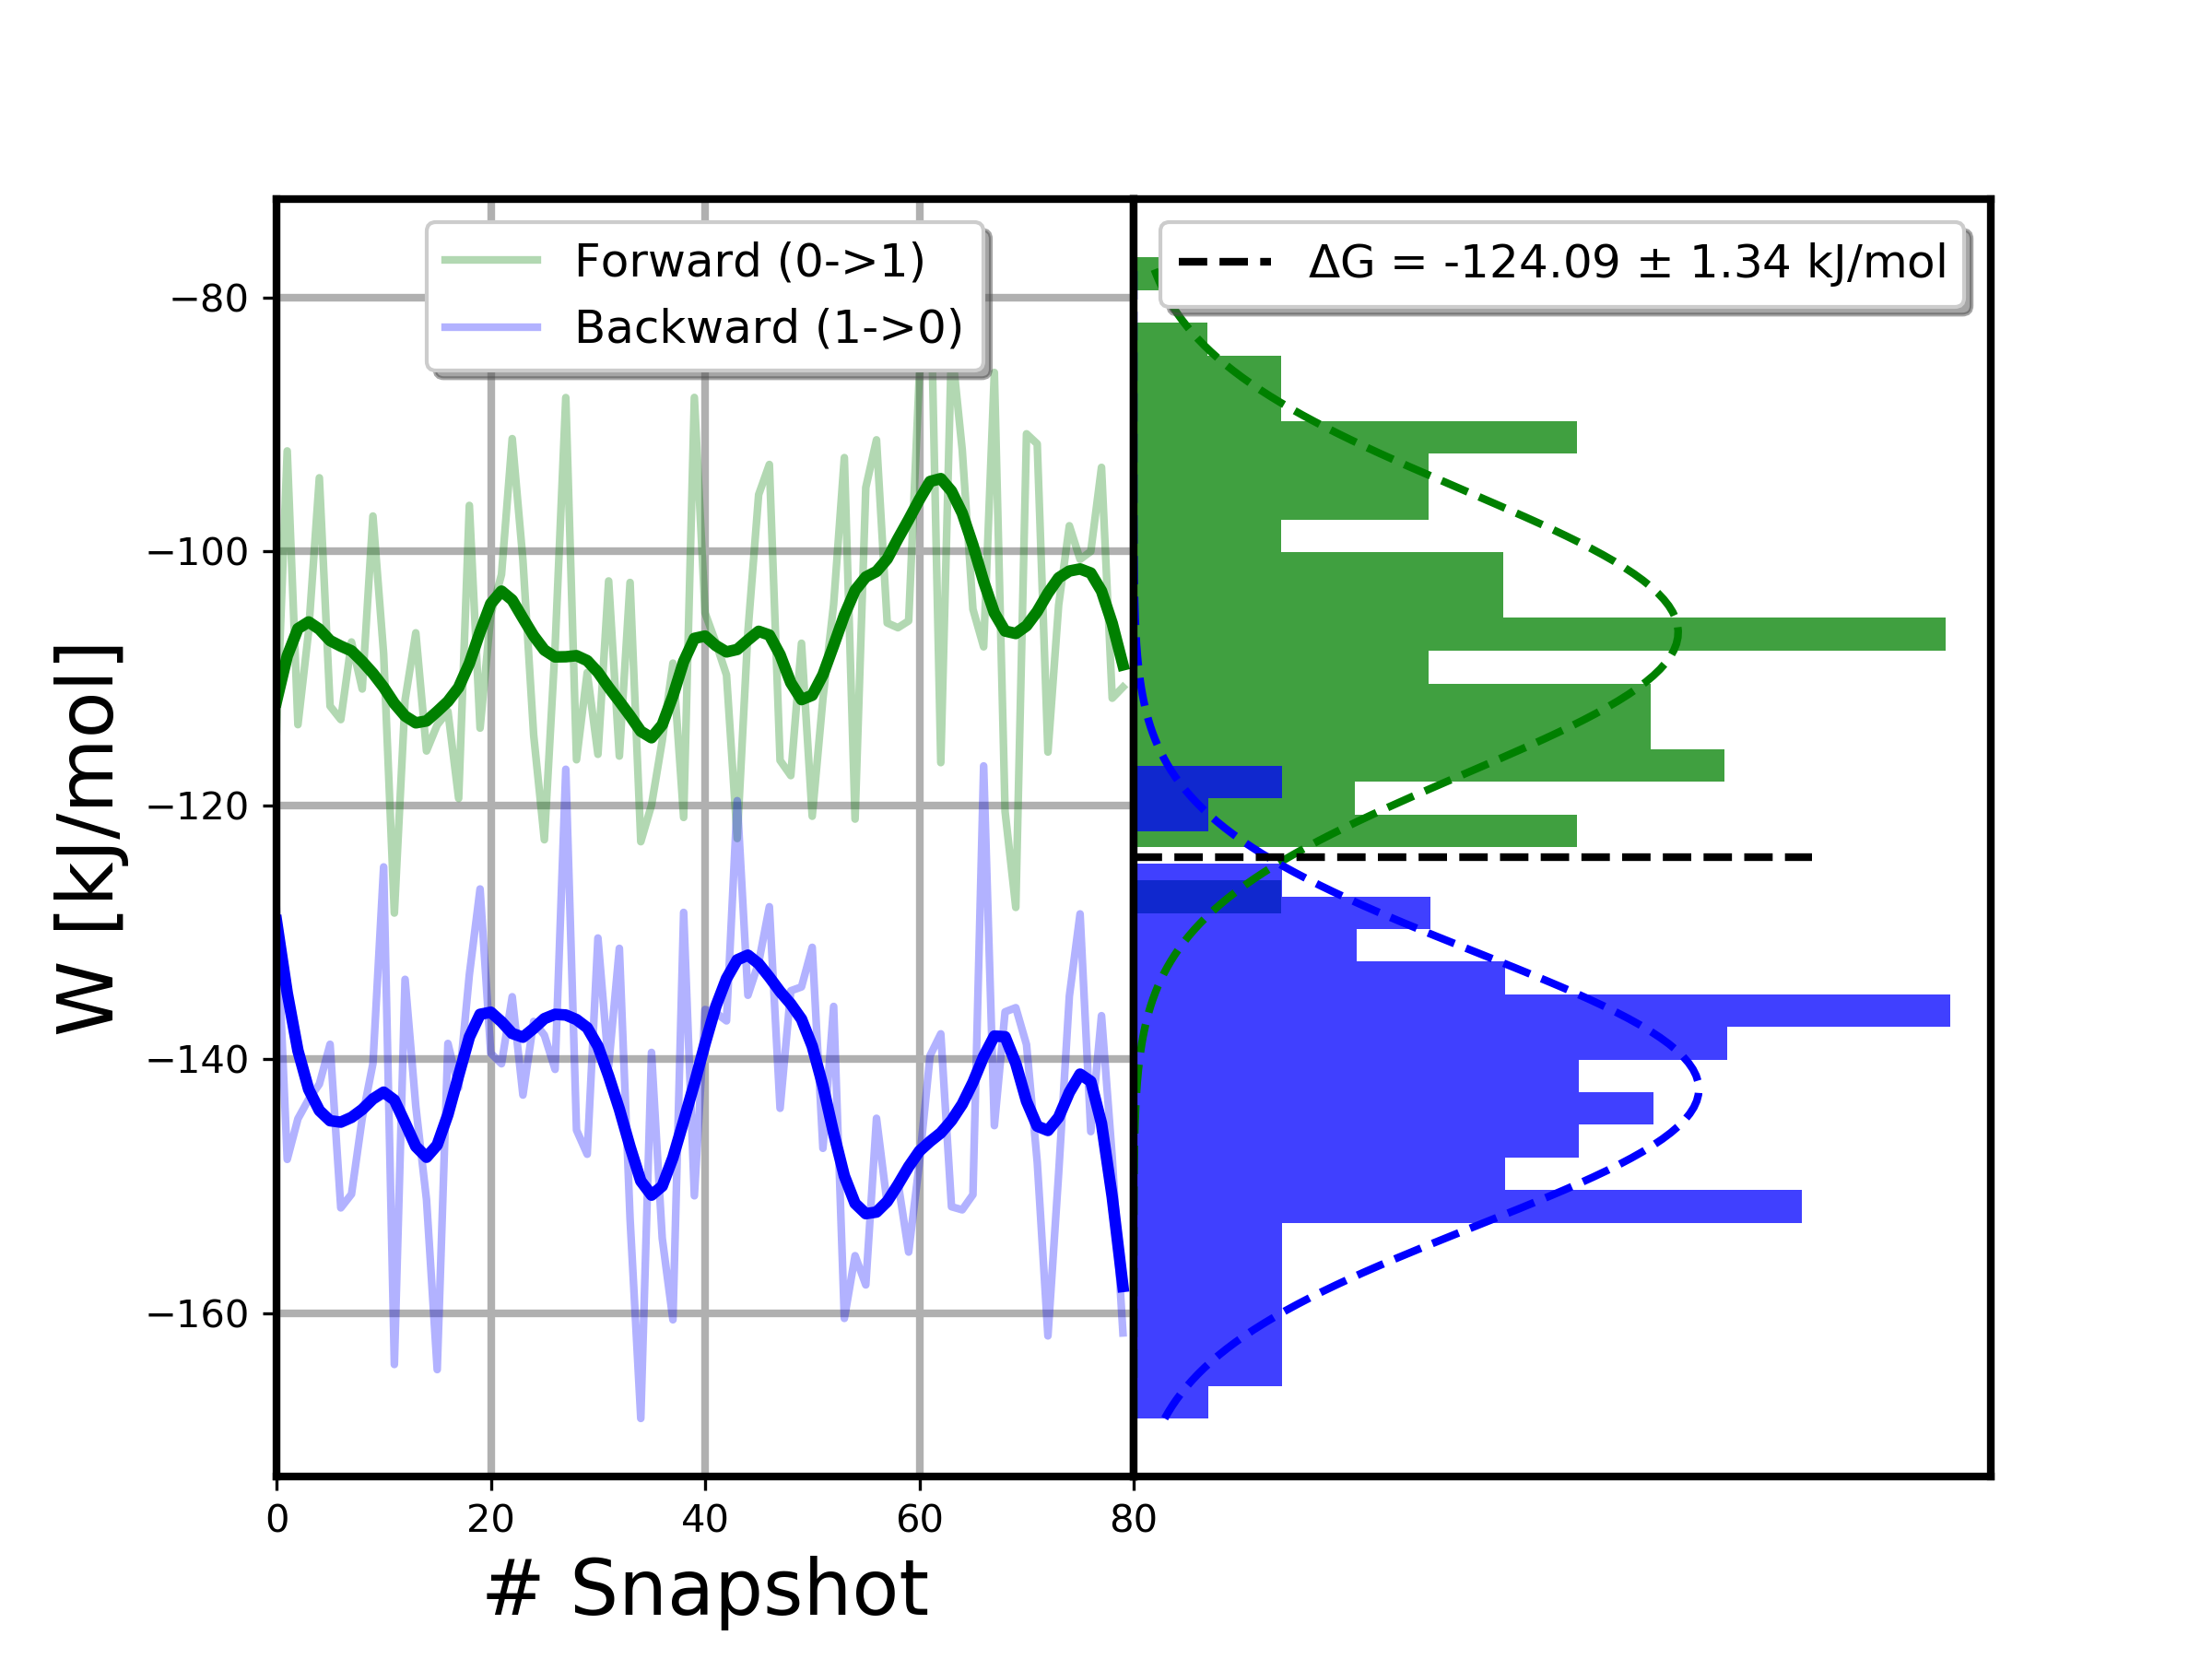 Forward (0->1)
Backward (1->0)
ΔG = -124.09 ± 1.34 kJ/mol
W [kJ/mol]
−80
−100
−120
−140
−160
0 20 40 60 80
# Snapshot